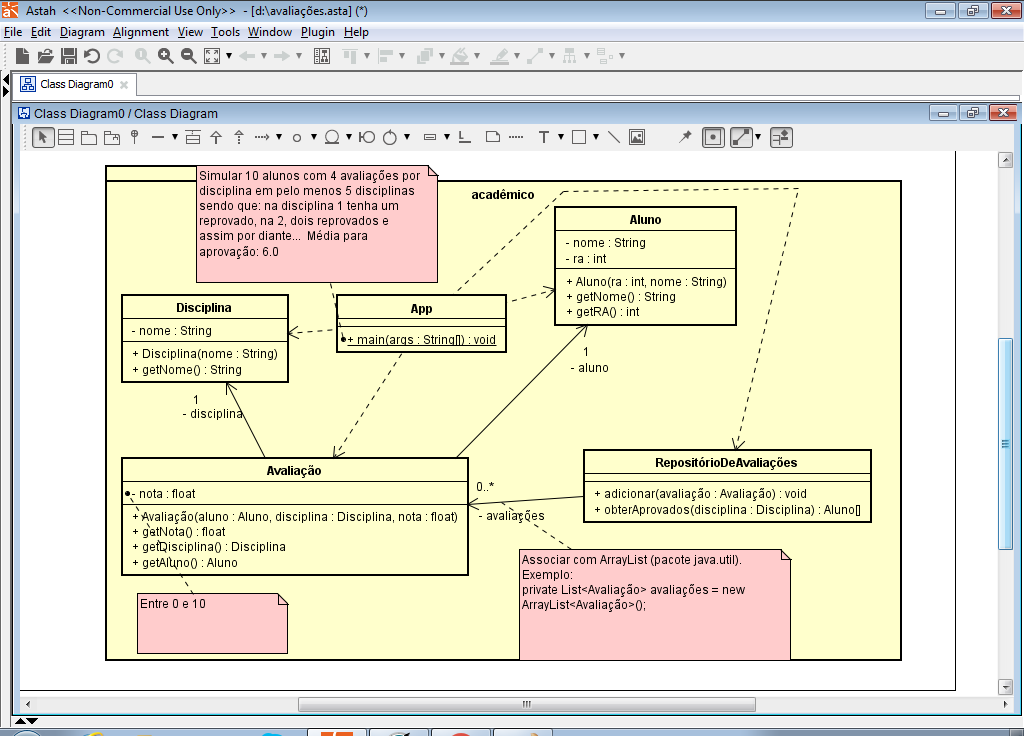 Astah <<Non-Commercial Use Only>> - [d:\avaliações.asta] (*)
File Edit Diagram Alignment View Tools Window Plugin Help
Class Diagram0
Class Diagram0 / Class Diagram
T
Simular 10 alunos com 4 avaliações por
disciplina em pelo menos 5 disciplinas
sendo que: na disciplina 1 tenha um
reprovado, na 2, dois reprovados e
assim por diante... Média para
aprovação: 6.0
acadêmico
Aluno
- nome : String
- ra : int
+ Aluno(ra : int, nome : String)
+ getNome() : String
+ getRA() : int
Disciplina
- nome : String
+ Disciplina(nome : String)
+ getNome() : String
App
+ main(args : String[]) : void
1
- aluno
1
- disciplina
Avaliação
- nota : float
+ Avaliação(aluno : Aluno, disciplina : Disciplina, nota : float)
+ getNota() : float
+ getDisciplina() : Disciplina
+ getAluno() : Aluno
0..*
- avaliações
RepositórioDeAvaliações
+ adicionar(avaliação : Avaliação) : void
+ obterAprovados(disciplina : Disciplina) : Aluno[]
Associar com ArrayList (pacote java.util).
Exemplo:
private List<Avaliação> avaliações = new
ArrayList<Avaliação>();
Entre 0 e 10